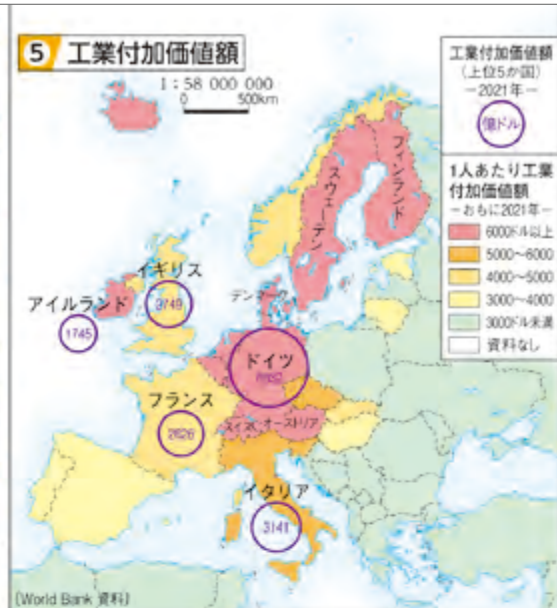 5 工業付加価値額
1:58 000 000
0 500km
工業付加価値額
(上位5か国)
-2021年-
億ドル
1人あたり工業
付加価値額
-おもに2021年-
6000ドル以上
5000~6000
4000~5000
3000~4000
3000ドル未満
資料なし
フィンランド
スウェーデン
イギリス
アイルランド
1745
デンマーク
ドイツ
フランス
2626
スイス オーストリア
イタリア
3141
(World Bank 資料)